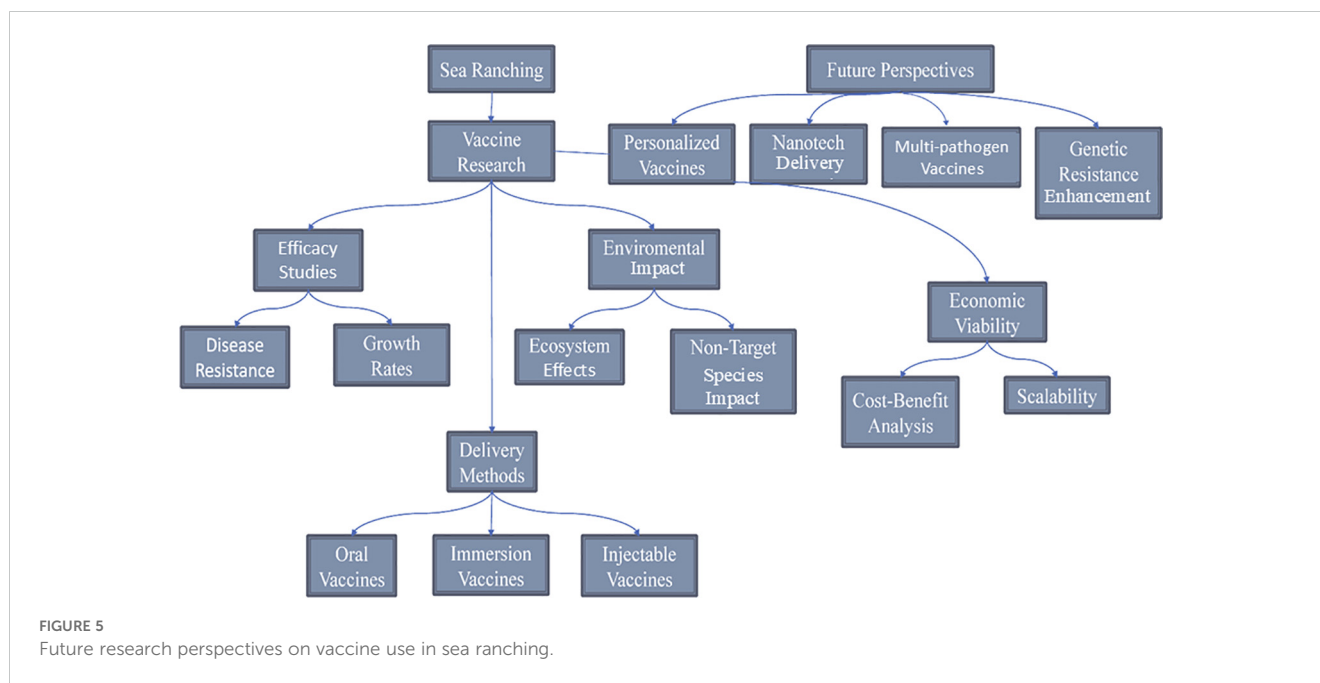 Sea Ranching
Future Perspectives
Vaccine
Research
Personalized
Vaccines
Nanotech
Delivery
Multi-pathogen
Vaccines
Genetic
Resistance
Enhancement
Efficacy
Studies
Enviromental
Impact
Economic
Viability
Disease
Resistance
Growth
Rates
Ecosystem
Effects
Non-Target
Species
Impact
Cost-Benefit
Analysis
Scalability
Delivery
Methods
Oral
Vaccines
Immersion
Vaccines
Injectable
Vaccines
FIGURE 5
Future research perspectives on vaccine use in sea ranching.